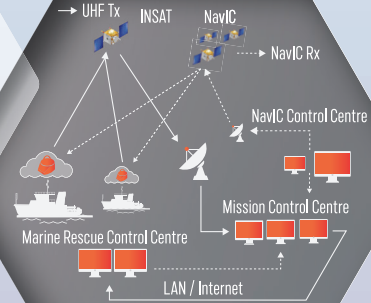 → UHF Tx
INSAT
NavIC
NavIC Rx
NavIC Control Centre
Mission Control Centre
Marine Rescue Control Centre
LAN / Internet